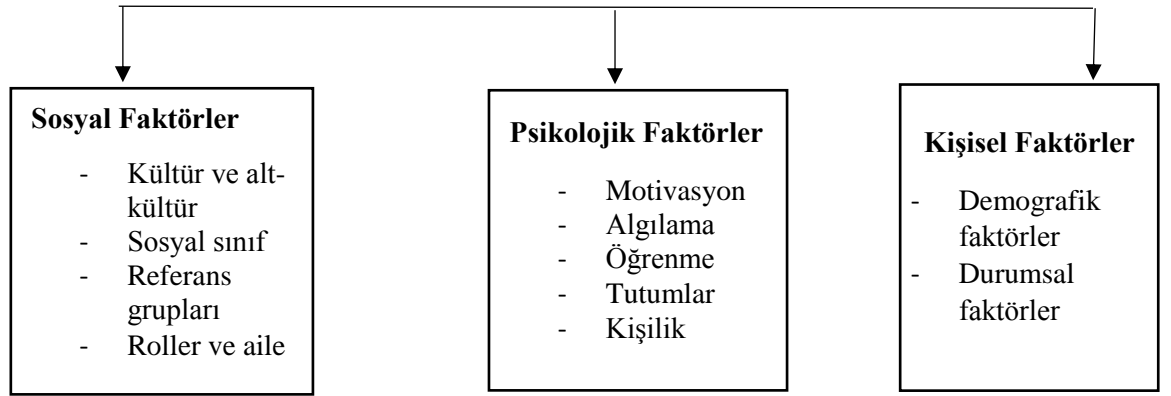 Sosyal Faktörler
- Kültür ve alt-
kültür
- Sosyal sınıf
- Referans
grupları
- Roller ve aile
Psikolojik Faktörler
- Motivasyon
- Algılama
- Öğrenme
- Tutumlar
- Kişilik
Kişisel Faktörler
- Demografik
faktörler
- Durumsal
faktörler